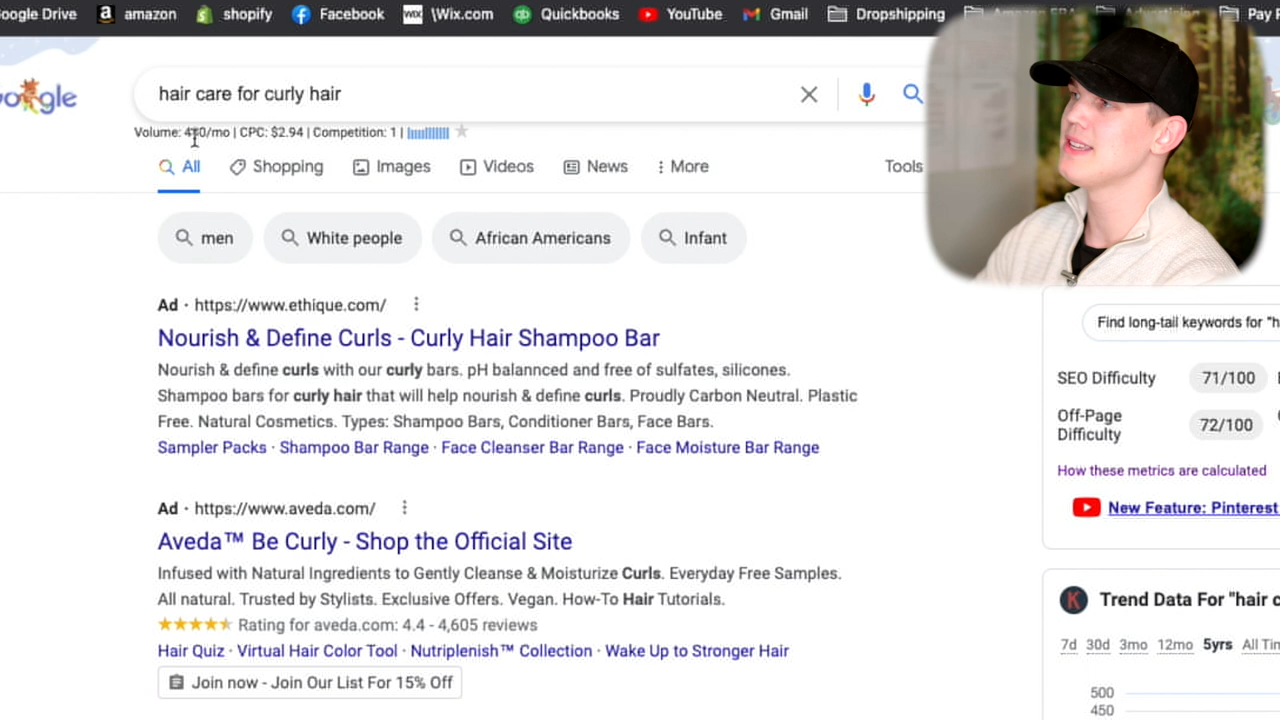 oogle Drive amazon shopify Facebook WIX \Wix.com qb Quickbooks YouTube Gmail Dropshipping Pay
oogle hair care for curly hair
Volume: 4 0/mo | CPC: $2.94 | Competition: 1 |
All Shopping Images Videos News More Tools
men White people African Americans Infant
Ad · https://www.ethique.com/
Nourish & Define Curls - Curly Hair Shampoo Bar
Nourish & define curls with our curly bars. pH balannced and free of sulfates, silicones.
Shampoo bars for curly hair that will help nourish & define curls. Proudly Carbon Neutral. Plastic
Free. Natural Cosmetics. Types: Shampoo Bars, Conditioner Bars, Face Bars.
Sampler Packs · Shampoo Bar Range · Face Cleanser Bar Range · Face Moisture Bar Range
Ad · https://www.aveda.com/
Aveda™ Be Curly - Shop the Official Site
Infused with Natural Ingredients to Gently Cleanse & Moisturize Curls. Everyday Free Samples.
All natural. Trusted by Stylists. Exclusive Offers. Vegan. How-To Hair Tutorials.
Rating for aveda.com: 4.4 - 4,605 reviews
Hair Quiz · Virtual Hair Color Tool · Nutriplenish™ Collection · Wake Up to Stronger Hair
Join now - Join Our List For 15% Off
Find long-tail keywords for "h
SEO Difficulty 71/100
Off-Page
Difficulty 72/100
How these metrics are calculated
New Feature: Pinterest
K Trend Data For "hair c
7d 30d 3mo 12mo 5yrs All Tin
500
450